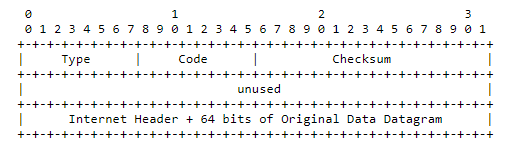 0                   1                   2                   3
 0 1 2 3 4 5 6 7 8 9 0 1 2 3 4 5 6 7 8 9 0 1 2 3 4 5 6 7 8 9 0 1
+-+-+-+-+-+-+-+-+-+-+-+-+-+-+-+-+-+-+-+-+-+-+-+-+-+-+-+-+-+-+-+-+
|     Type      |     Code      |          Checksum             |
+-+-+-+-+-+-+-+-+-+-+-+-+-+-+-+-+-+-+-+-+-+-+-+-+-+-+-+-+-+-+-+-+
|                             unused                            |
+-+-+-+-+-+-+-+-+-+-+-+-+-+-+-+-+-+-+-+-+-+-+-+-+-+-+-+-+-+-+-+-+
|      Internet Header + 64 bits of Original Data Datagram      |
+-+-+-+-+-+-+-+-+-+-+-+-+-+-+-+-+-+-+-+-+-+-+-+-+-+-+-+-+-+-+-+-+